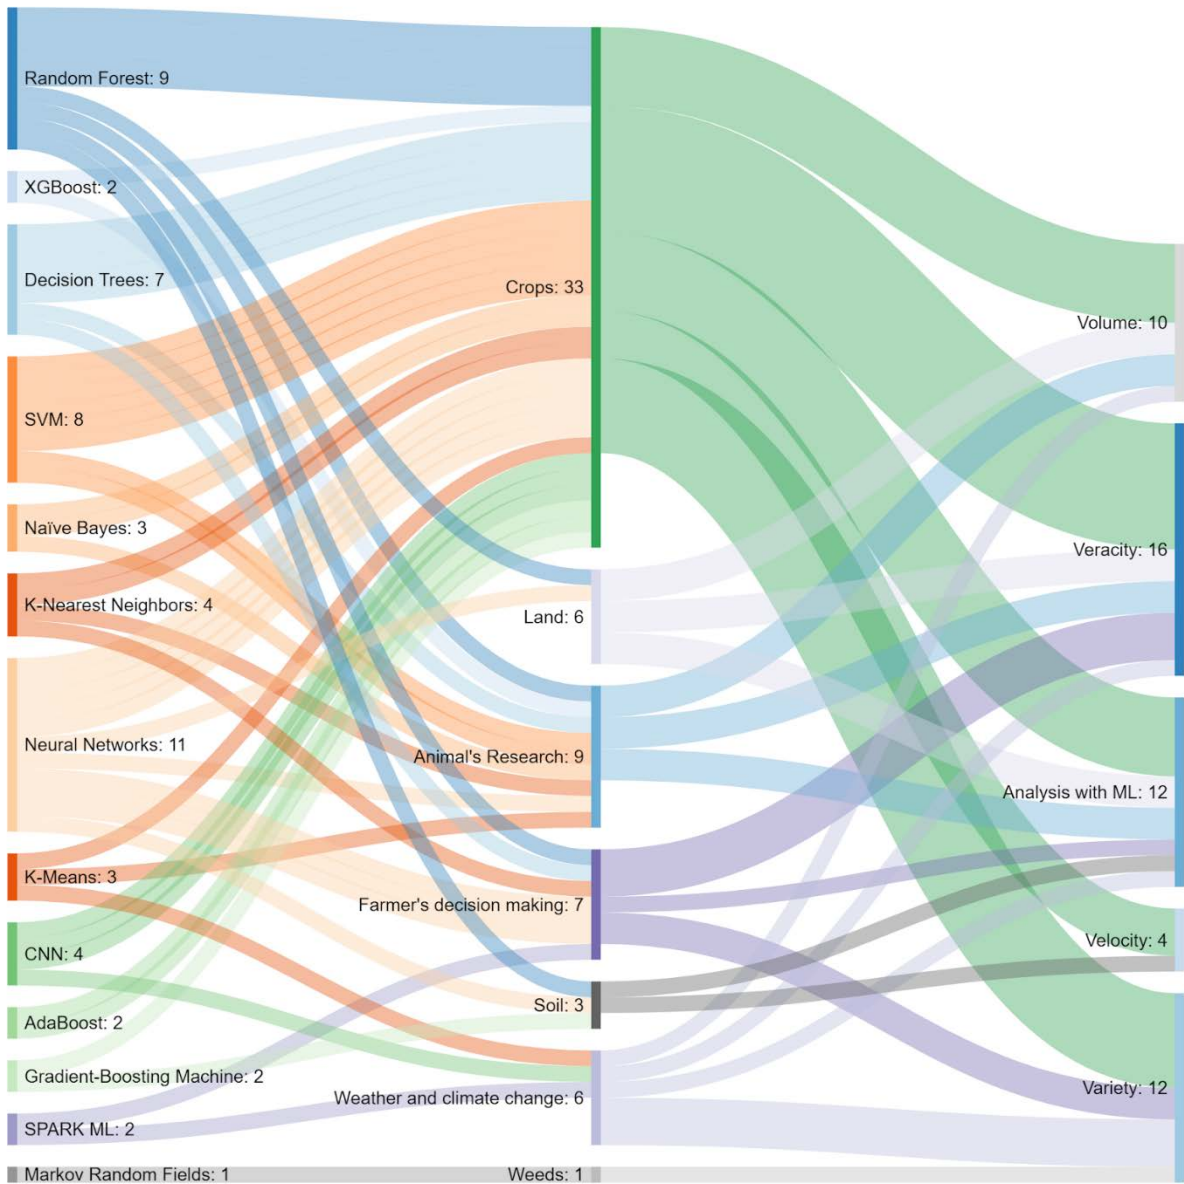 Random Forest: 9
XGBoost: 2
Decision Trees: 7
SVM: 8
Naïve Bayes: 3
K-Nearest Neighbors: 4
Neural Networks: 11
K-Means: 3
CNN: 4
AdaBoost: 2
Gradient-Boosting Machine: 2
SPARK ML: 2
Markov Random Fields: 1
Crops: 33
Land: 6
Animal's Research: 9
Farmer's decision making: 7
Soil: 3
Weather and climate change: 6
Weeds: 1
Volume: 10
Veracity: 16
Analysis with ML: 12
Velocity: 4
Variety: 12